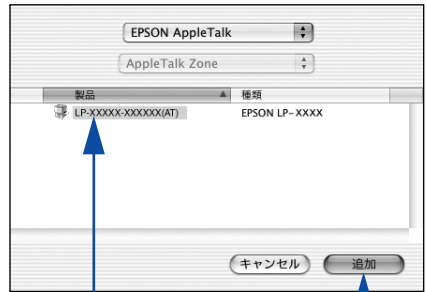 EPSON AppleTalk
AppleTalk Zone
製品 種類
LP-XXXXX-XXXXXX(AT) EPSON LP-XXXX
キャンセル 追加